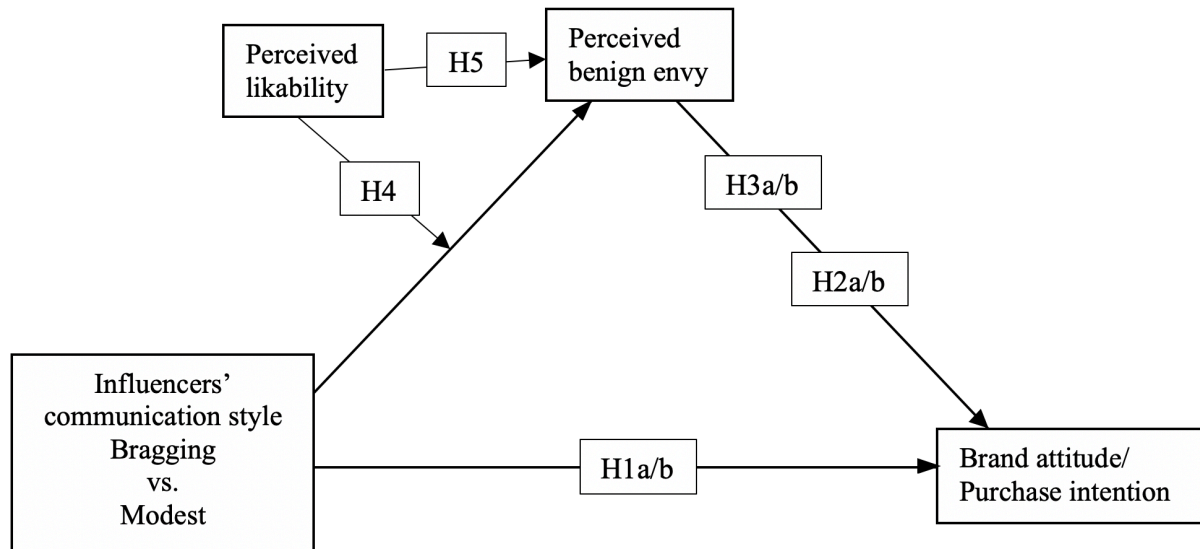 Perceived
likability
H5
Perceived
benign envy
H4
H3a/b
H2a/b
Influencers’
communication style
Bragging
vs.
Modest
H1a/b
Brand attitude/
Purchase intention